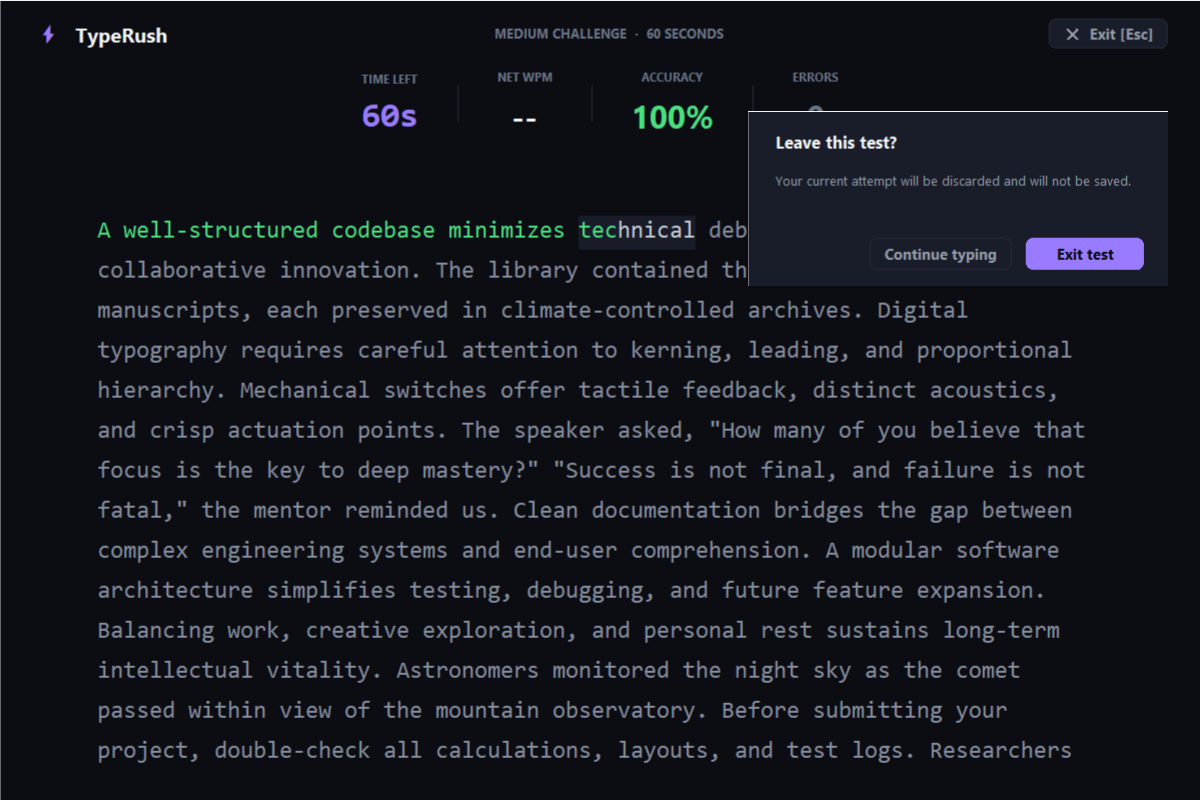 TypeRush
MEDIUM CHALLENGE · 60 SECONDS
✕ Exit [Esc]
TIME LEFT
60s
NET WPM
--
ACCURACY
100%
ERRORS
Leave this test?
Your current attempt will be discarded and will not be saved.
Continue typing
Exit test
A well-structured codebase minimizes technical deb
collaborative innovation. The library contained th
manuscripts, each preserved in climate-controlled archives. Digital
typography requires careful attention to kerning, leading, and proportional
hierarchy. Mechanical switches offer tactile feedback, distinct acoustics,
and crisp actuation points. The speaker asked, "How many of you believe that
focus is the key to deep mastery?" "Success is not final, and failure is not
fatal," the mentor reminded us. Clean documentation bridges the gap between
complex engineering systems and end-user comprehension. A modular software
architecture simplifies testing, debugging, and future feature expansion.
Balancing work, creative exploration, and personal rest sustains long-term
intellectual vitality. Astronomers monitored the night sky as the comet
passed within view of the mountain observatory. Before submitting your
project, double-check all calculations, layouts, and test logs. Researchers